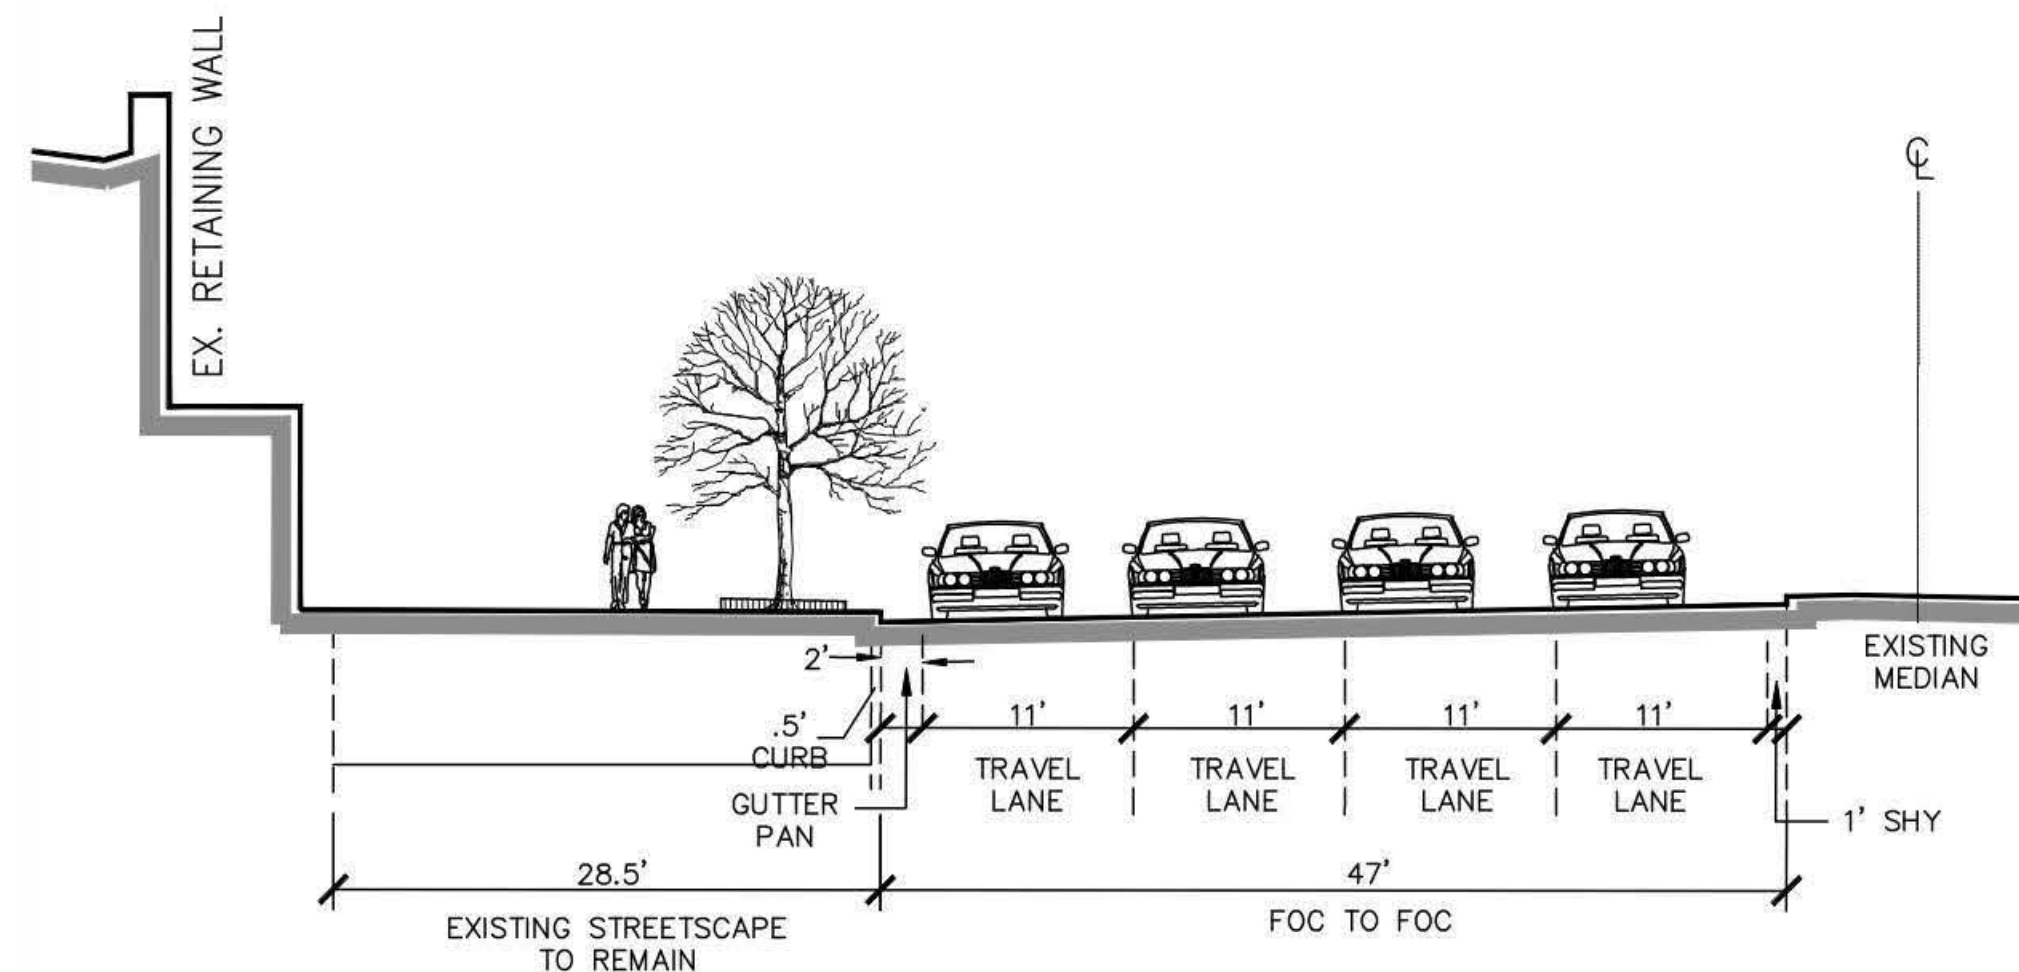 EX. RETAINING WALL
℄
EXISTING
MEDIAN
2'
.5'
CURB
GUTTER
PAN
11'
TRAVEL
LANE
11'
TRAVEL
LANE
11'
TRAVEL
LANE
11'
TRAVEL
LANE
1' SHY
28.5'
EXISTING STREETSCAPE
TO REMAIN
47'
FOC TO FOC